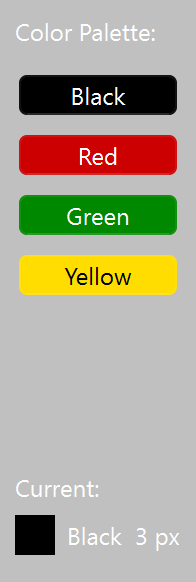 Color Palette:
Black
Red
Green
Yellow
Current:
Black 3 px